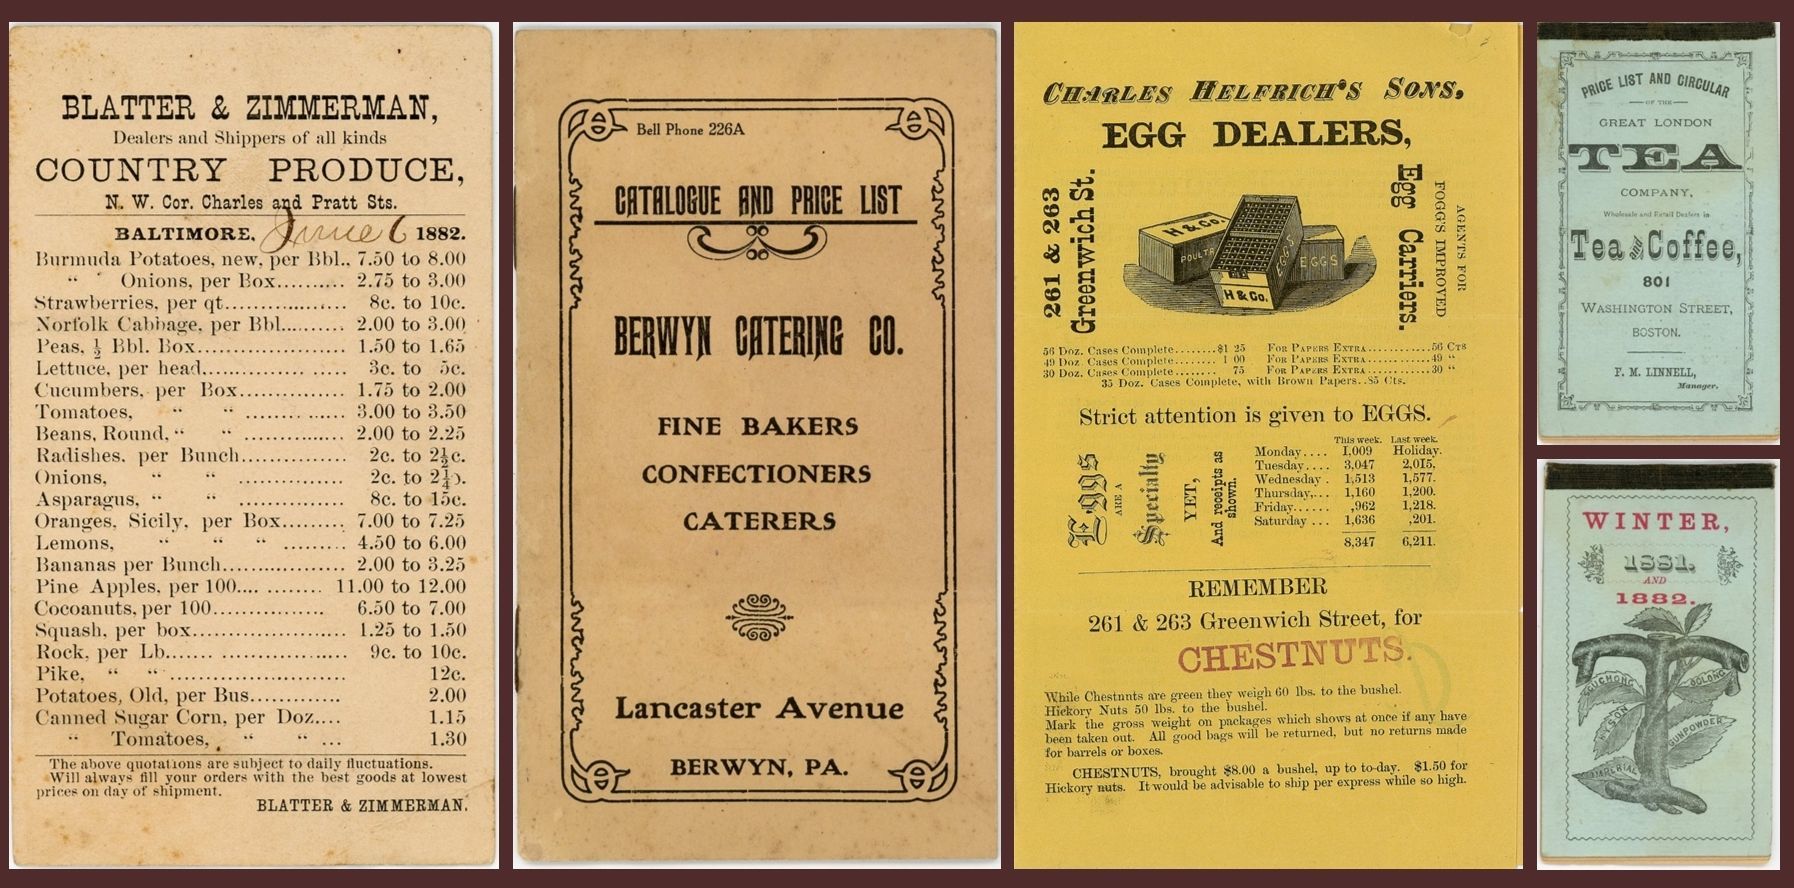 BLATTER & ZIMMERMAN,
Dealers and Shippers of all kinds
COUNTRY PRODUCE,
N. W. Cor. Charles and Pratt Sts.
BALTIMORE, June 6 1882.
Burmuda Potatoes, new, per Bbl., 7.50 to 8.00
“ Onions, per Box.......... 2.75 to 3.00
Strawberries, per qt.................. 8c. to 10c.
Norfolk Cabbage, per Bbl.......... 2.00 to 3.00
Peas, ½ Bbl. Box...................... 1.50 to 1.65
Lettuce, per head...................... 3c. to 5c.
Cucumbers, per Box............... 1.75 to 2.00
Tomatoes, “ “ ............... 3.00 to 3.50
Beans, Round, “ “ ............... 2.00 to 2.25
Radishes, per Bunch............... 2c. to 2½c.
Onions, “ “ ............... 2c. to 2¼c.
Asparagus, “ “ ............... 8c. to 15c.
Oranges, Sicily, per Box......... 7.00 to 7.25
Lemons, “ “ “ ......... 4.50 to 6.00
Bananas per Bunch.................. 2.00 to 3.25
Pine Apples, per 100.... ........ 11.00 to 12.00
Cocoanuts, per 100................ 6.50 to 7.00
Squash, per box...................... 1.25 to 1.50
Rock, per Lb....... .................. 9c. to 10c.
Pike, “ “ ......................... 12c.
Potatoes, Old, per Bus............. 2.00
Canned Sugar Corn, per Doz.... 1.15
“ Tomatoes, “ “ ... 1.30
The above quotations are subject to daily fluctuations.
Will always fill your orders with the best goods at lowest
prices on day of shipment.
BLATTER & ZIMMERMAN.
Bell Phone 226A
CATALOGUE AND PRICE LIST
BERWYN CATERING CO.
FINE BAKERS
CONFECTIONERS
CATERERS
Lancaster Avenue
BERWYN, PA.
CHARLES HELFRICH'S SONS,
EGG DEALERS,
261 & 263
Greenwich St.
H & Co.
POULTRY
EGGS
EGGS
H & Co.
Egg Carriers.
FOGG'S IMPROVED
AGENTS FOR
56 Doz. Cases Complete........$1 25 FOR PAPERS EXTRA............56 CTS
49 Doz. Cases Complete........ 1 00 FOR PAPERS EXTRA............49 “
30 Doz. Cases Complete........ 75 FOR PAPERS EXTRA............30 “
35 Doz. Cases Complete, with Brown Papers..85 Cts.
Strict attention is given to EGGS.
Eggs
ARE A
Specialty
YET,
And receipts as
shown.
This week. Last week.
Monday.... 1,009 Holiday.
Tuesday.... 3,047 2,015,
Wednesday . 1,513 1,577.
Thursday,... 1,160 1,200.
Friday...... ,962 1,218.
Saturday ... 1,636 ,201.
8,347 6,211.
REMEMBER
261 & 263 Greenwich Street, for
CHESTNUTS.
While Chestnuts are green they weigh 60 lbs. to the bushel.
Hickory Nuts 50 lbs. to the bushel.
Mark the gross weight on packages which shows at once if any have
been taken out. All good bags will be returned, but no returns made
for barrels or boxes.
CHESTNUTS, brought $8.00 a bushel, up to to-day. $1.50 for
Hickory nuts. It would be advisable to ship per express while so high.
PRICE LIST AND CIRCULAR
OF THE
GREAT LONDON
TEA
COMPANY,
Wholesale and Retail Dealers in
Tea and Coffee,
801
WASHINGTON STREET,
BOSTON.
F. M. LINNELL,
Manager.
WINTER,
1881.
AND
1882.
SOUCHONG
OOLONG
HYSON
GUNPOWDER
IMPERIAL